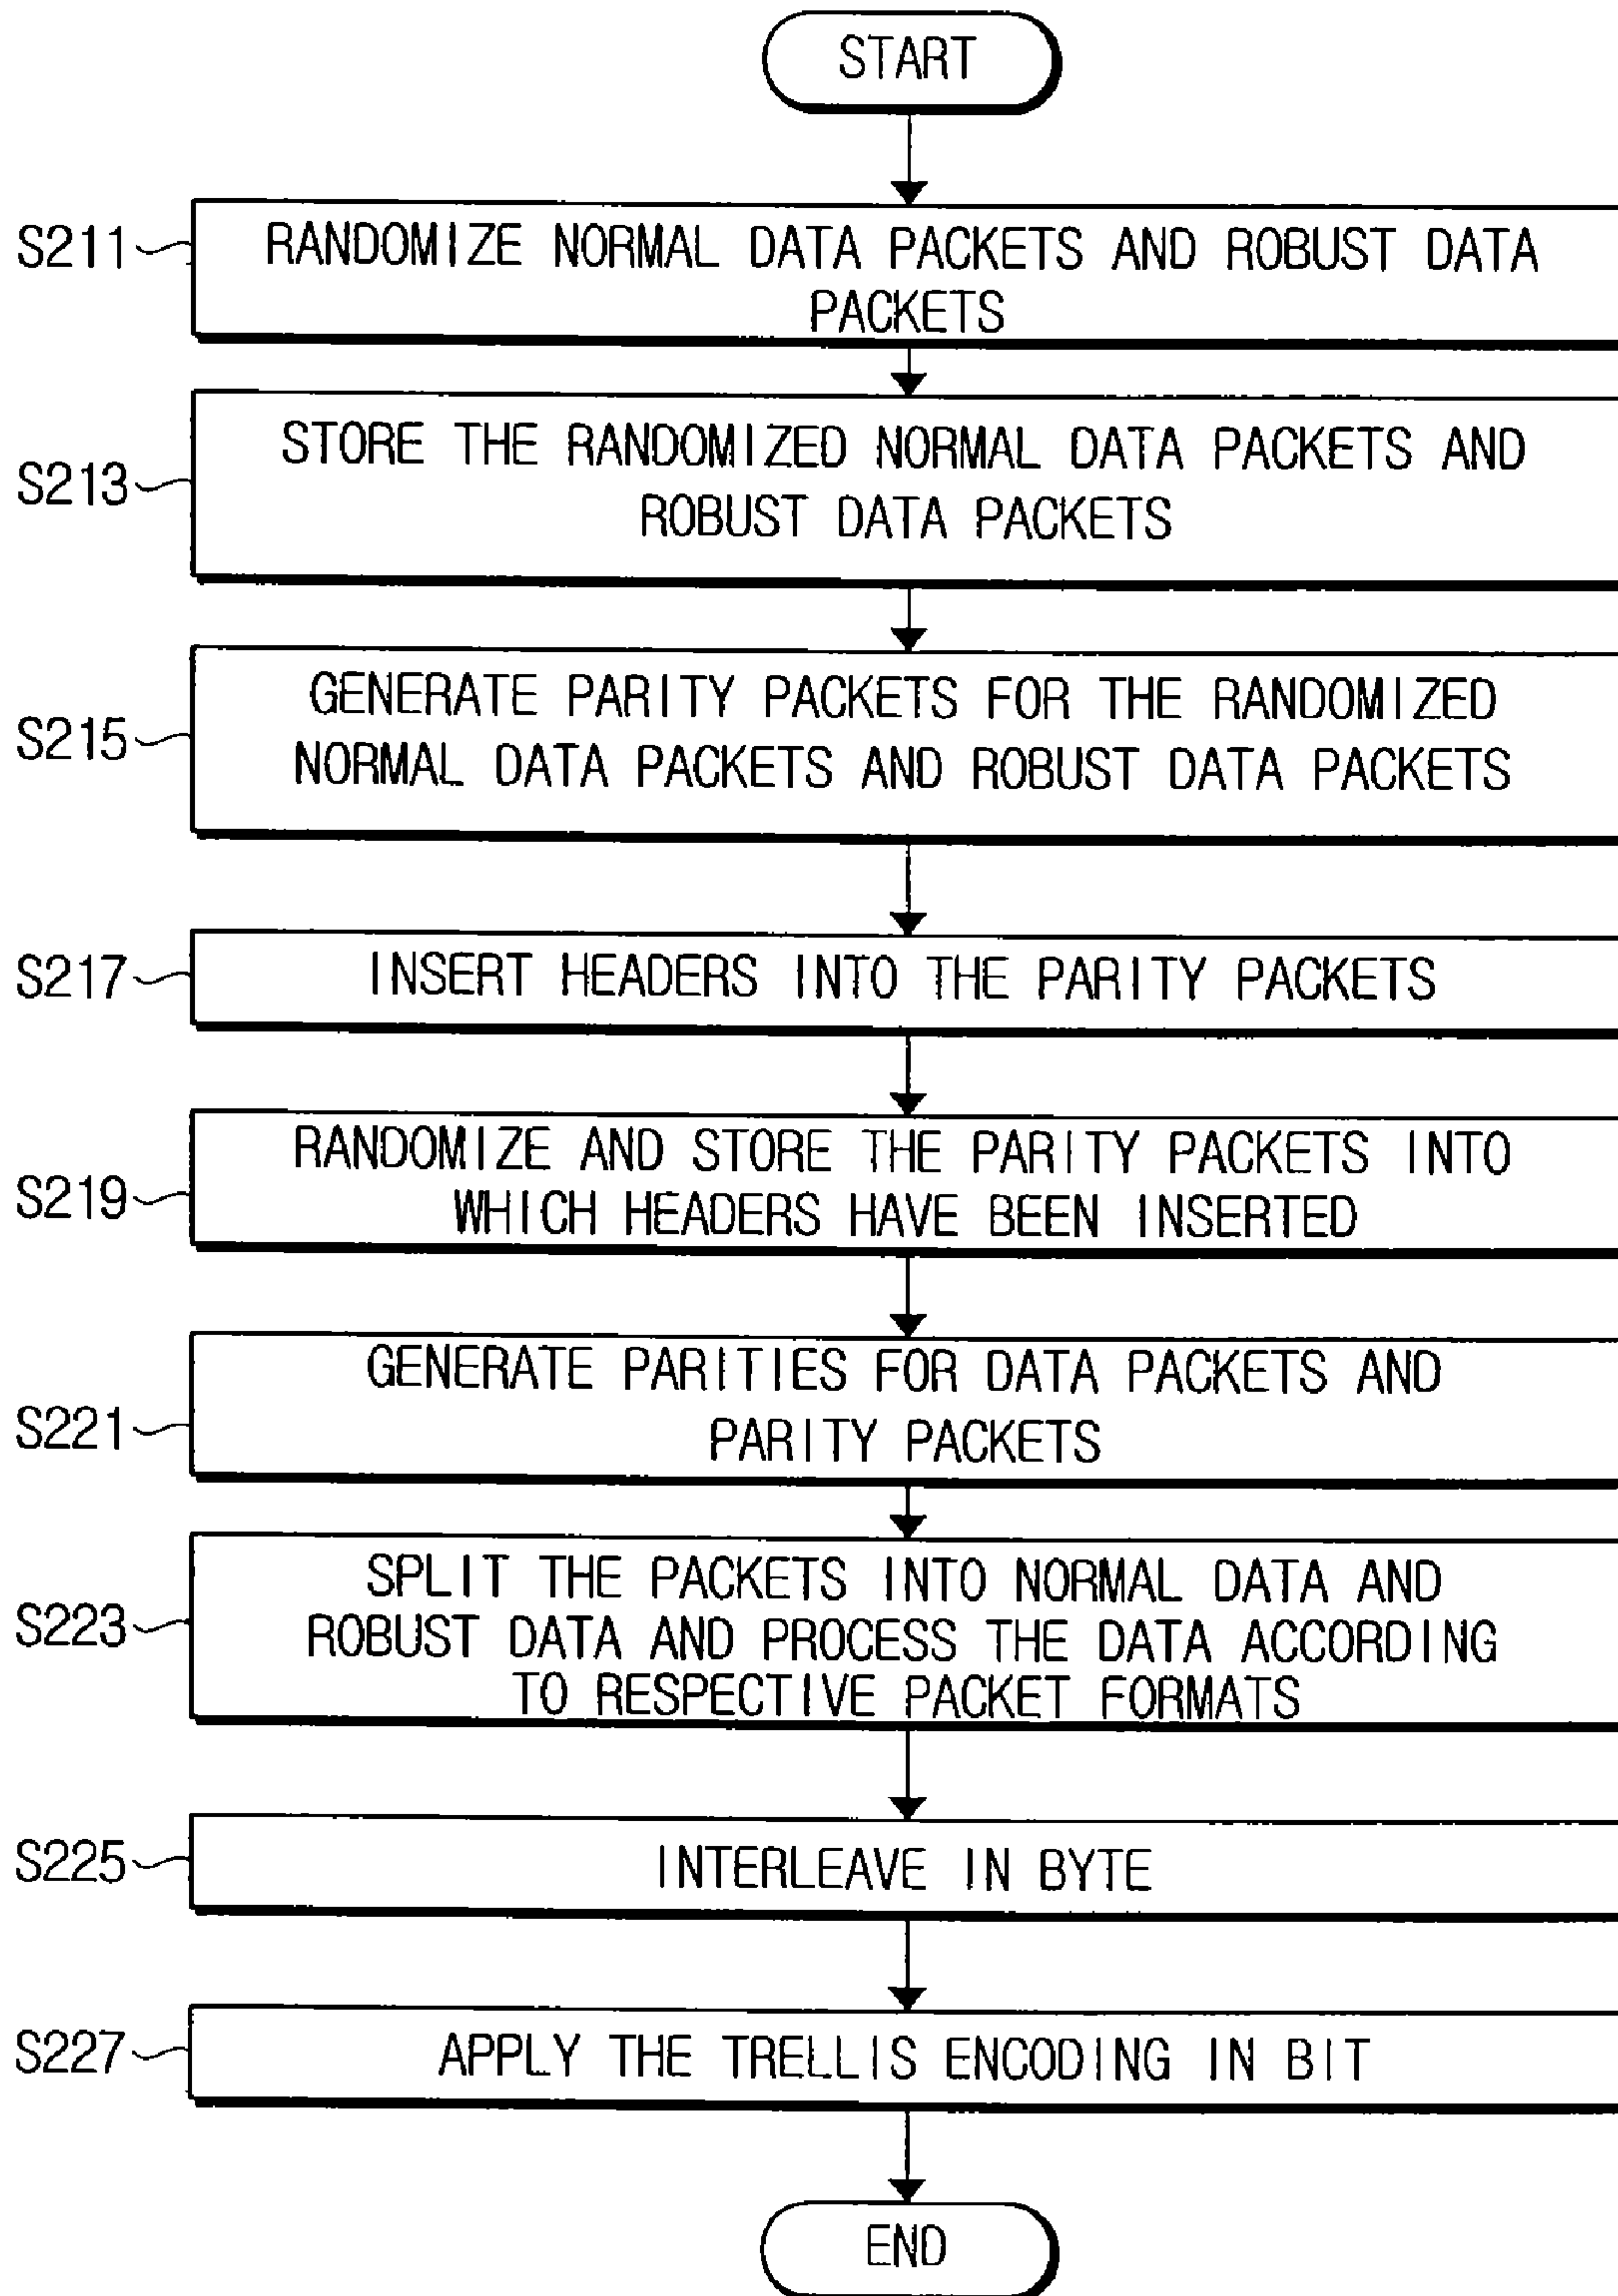 START
S211
RANDOMIZE NORMAL DATA PACKETS AND ROBUST DATA
PACKETS
S213
STORE THE RANDOMIZED NORMAL DATA PACKETS AND
ROBUST DATA PACKETS
S215
GENERATE PARITY PACKETS FOR THE RANDOMIZED
NORMAL DATA PACKETS AND ROBUST DATA PACKETS
S217
INSERT HEADERS INTO THE PARITY PACKETS
S219
RANDOMIZE AND STORE THE PARITY PACKETS INTO
WHICH HEADERS HAVE BEEN INSERTED
S221
GENERATE PARITIES FOR DATA PACKETS AND
PARITY PACKETS
S223
SPLIT THE PACKETS INTO NORMAL DATA AND
ROBUST DATA AND PROCESS THE DATA ACCORDING
TO RESPECTIVE PACKET FORMATS
S225
INTERLEAVE IN BYTE
S227
APPLY THE TRELLIS ENCODING IN BIT
END